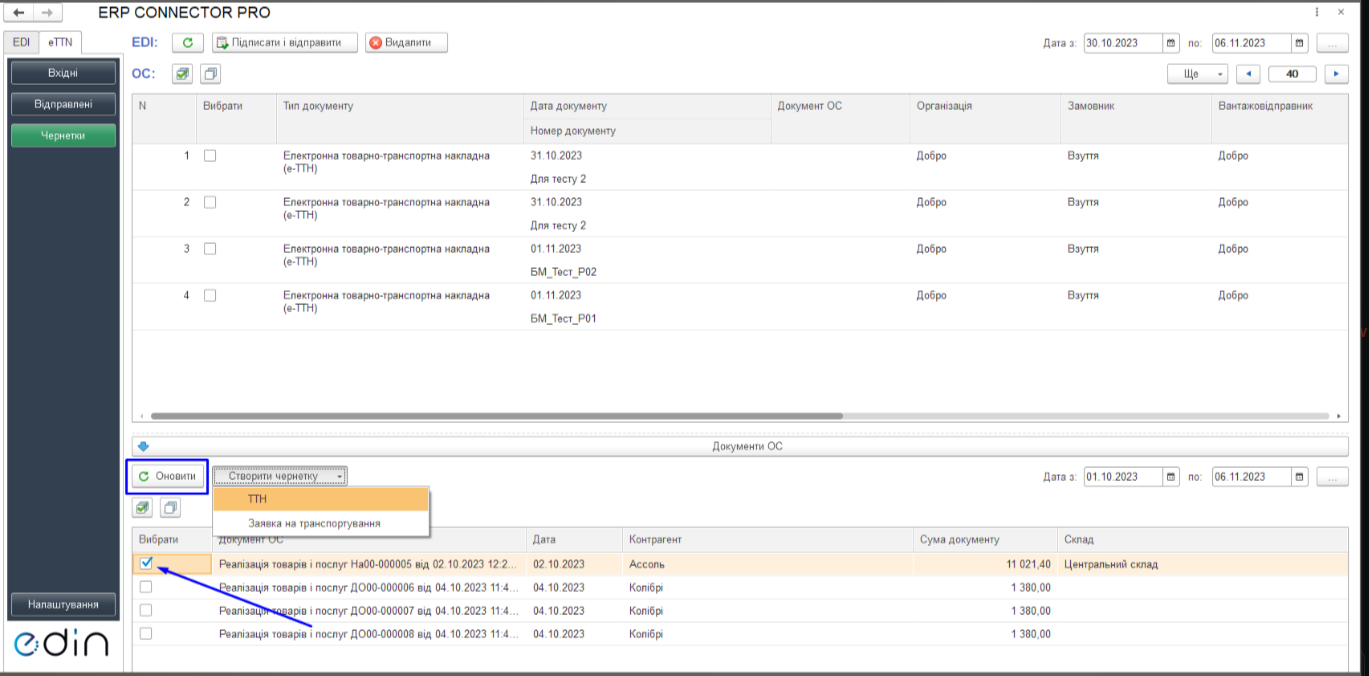 ERP CONNECTOR PRO
EDI
eTTN
EDI:
Підписати і відправити
Видалити
Дата з:
30.10.2023
по:
06.11.2023
...
Вхідні
Відправлені
Чернетки
ОС:
Ще
40
N
Вибрати
Тип документу
Дата документу
Номер документу
Документ ОС
Організація
Замовник
Вантажовідправник
1
Електронна товарно-транспортна накладна
(е-ТТН)
31.10.2023
Для тесту 2
Добро
Взуття
Добро
2
Електронна товарно-транспортна накладна
(е-ТТН)
31.10.2023
Для тесту 2
Добро
Взуття
Добро
3
Електронна товарно-транспортна накладна
(е-ТТН)
01.11.2023
БМ_Тест_Р02
Добро
Взуття
Добро
4
Електронна товарно-транспортна накладна
(е-ТТН)
01.11.2023
БМ_Тест_Р01
Добро
Взуття
Добро
Документи ОС
Оновити
Створити чернетку
Дата з:
01.10.2023
по:
06.11.2023
...
ТТН
Заявка на транспортування
Вибрати
Документ ОС
Дата
Контрагент
Сума документу
Склад
Реалізація товарів і послуг На00-000005 від 02.10.2023 12:2...
02.10.2023
Ассоль
11 021,40
Центральний склад
Реалізація товарів і послуг ДО00-000006 від 04.10.2023 11:4...
04.10.2023
Колібрі
1 380,00
Реалізація товарів і послуг ДО00-000007 від 04.10.2023 11:4...
04.10.2023
Колібрі
1 380,00
Реалізація товарів і послуг ДО00-000008 від 04.10.2023 11:4...
04.10.2023
Колібрі
1 380,00
Налаштування
edin